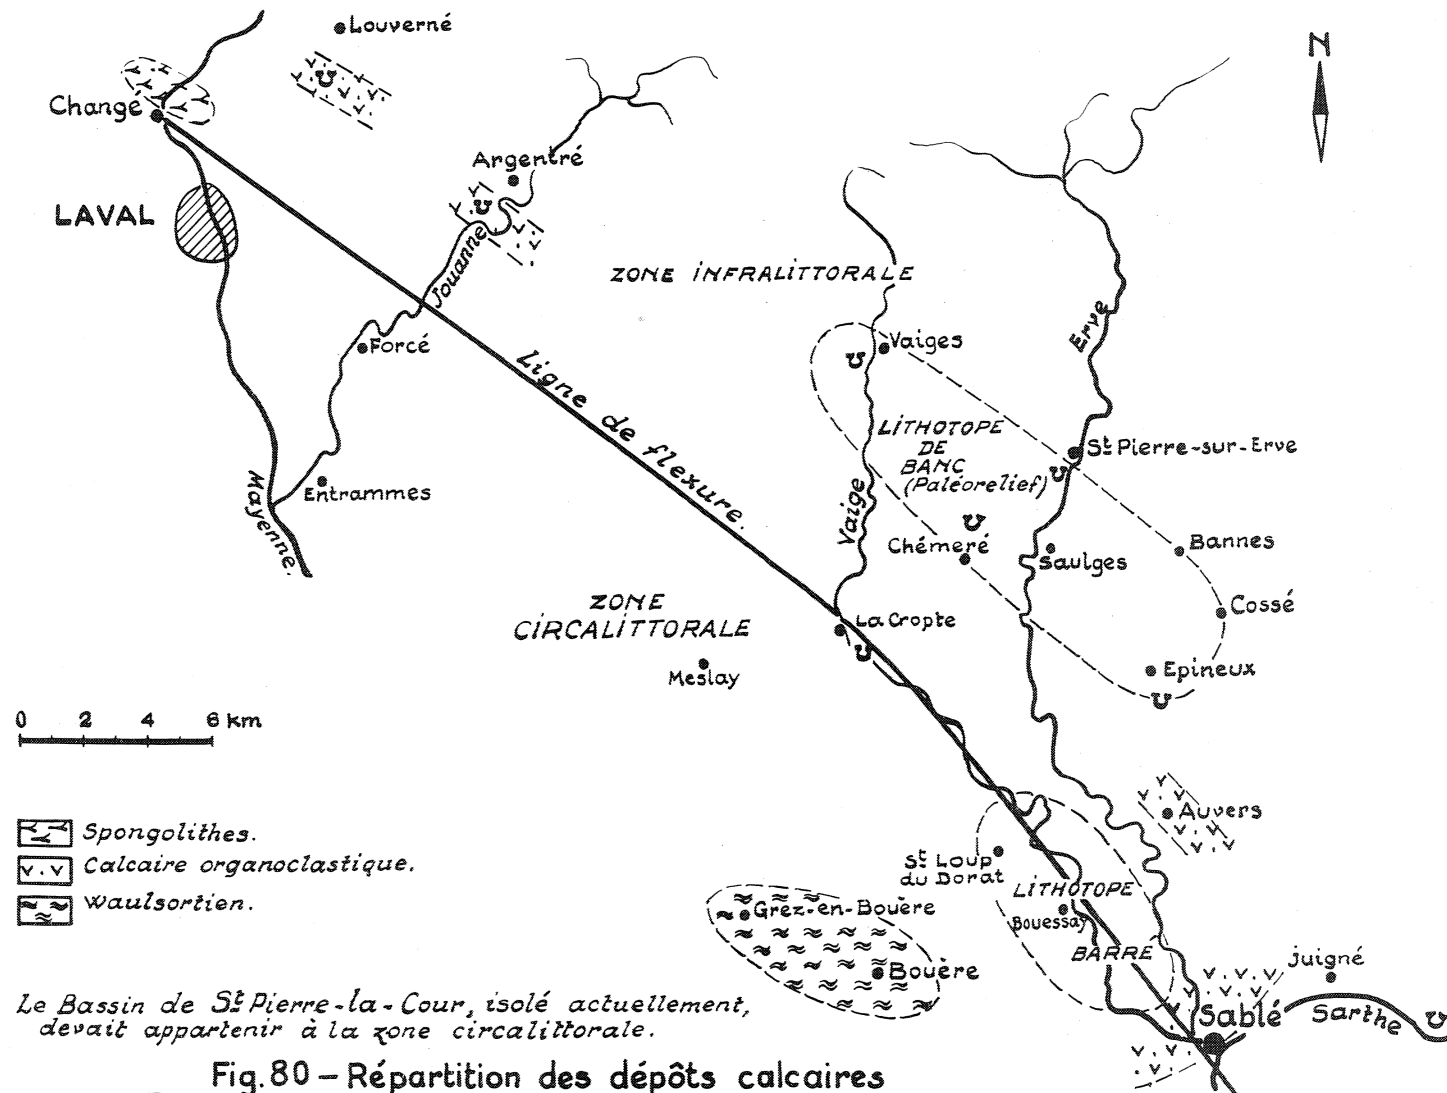 Louverné
N
Changé
Argentré
LAVAL
Jouanne
ZONE INFRALITTORALE
Erve
Forcé
Vaiges
Ligne de flexure.
LITHOTOPE
DE
BANC
(Paléorelief)
St Pierre-sur-Erve
Entrammes
Mayenne.
Vaige
Chémeré
Saulges
Bannes
ZONE
CIRCALITTORALE
Cossé
La Cropte
Meslay
Epineux
0 2 4 6 km
Auvers
Spongolithes.
Calcaire organoclastique.
Waulsortien.
St Loup
du Dorat
LITHOTOPE
Grez-en-Bouère
Bouessay
BARRÉ
Bouère
Juigné
Sablé
Sarthe
Le Bassin de St Pierre-la-Cour, isolé actuellement,
devait appartenir à la zone circalittorale.
Fig. 80 – Répartition des dépôts calcaires